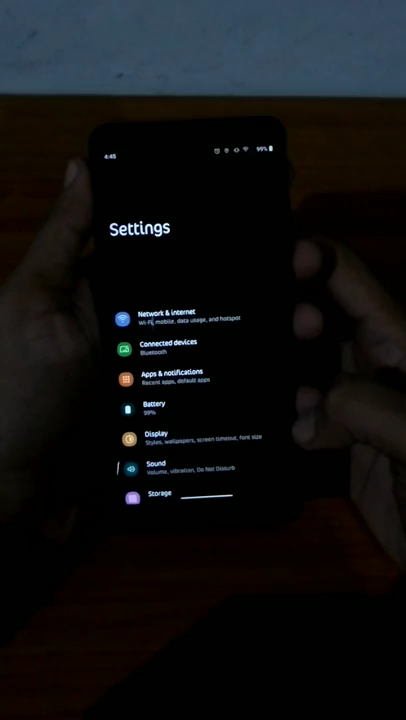 4:45
99%
Settings
Network & internet
Wi-Fi, mobile, data usage, and hotspot
Connected devices
Bluetooth
Apps & notifications
Recent apps, default apps
Battery
99%
Display
Styles, wallpapers, screen timeout, font size
Sound
Volume, vibration, Do Not Disturb
Storage